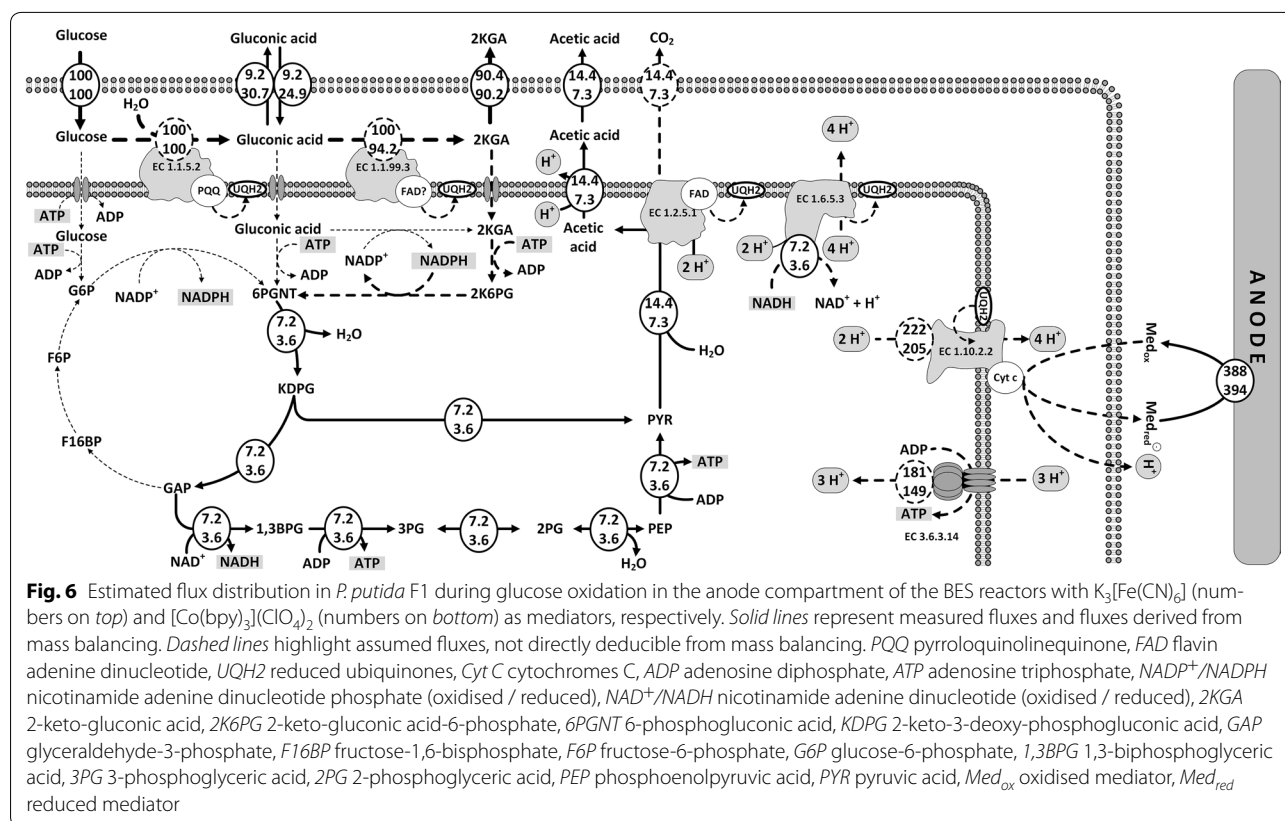 Glucose Gluconic acid 2KGA Acetic acid CO₂
100 9.2 9.2 90.4 14.4 14.4
100 30.7 24.9 90.2 7.3 7.3
H₂O
Glucose 100 Gluconic acid 100 2KGA Acetic acid 4 H⁺
100 94.2
EC 1.1.5.2 EC 1.1.99.3 H⁺ 14.4 FAD EC 1.6.5.3
PQQ UQH2 FAD? UQH2 7.3 UQH2 UQH2
ATP ADP H⁺ EC 1.2.5.1
Glucose Gluconic acid 2KGA Acetic acid 2 H⁺ 7.2 4 H⁺
ATP ATP NADP⁺ NADPH ATP 2 H⁺ 3.6
ADP ADP ADP
G6P NADP⁺ NADPH 6PGNT 2K6PG NADH NAD⁺ + H⁺
7.2 H₂O 14.4 UQH2
3.6 7.3 H₂O
F6P 2 H⁺ 222 EC 1.10.2.2 4 H⁺ Medox
205 Cyt c
KDPG 388
394
7.2 PYR Medred
3.6
F16BP 7.2 H⁺
3.6
GAP 7.2 ATP ADP
3.6 ADP 3 H⁺ 181 3 H⁺
149
ATP
7.2 1,3BPG 7.2 3PG 7.2 2PG 7.2 PEP EC 3.6.3.14
3.6 3.6 3.6 3.6
NAD⁺ NADH ADP ATP H₂O
ANODE
Fig. 6 Estimated flux distribution in P. putida F1 during glucose oxidation in the anode compartment of the BES reactors with K₃[Fe(CN)₆] (num-
bers on top) and [Co(bpy)₃](ClO₄)₂ (numbers on bottom) as mediators, respectively. Solid lines represent measured fluxes and fluxes derived from
mass balancing. Dashed lines highlight assumed fluxes, not directly deducible from mass balancing. PQQ pyrroloquinolinequinone, FAD flavin
adenine dinucleotide, UQH2 reduced ubiquinones, Cyt C cytochromes C, ADP adenosine diphosphate, ATP adenosine triphosphate, NADP⁺/NADPH
nicotinamide adenine dinucleotide phosphate (oxidised / reduced), NAD⁺/NADH nicotinamide adenine dinucleotide (oxidised / reduced), 2KGA
2-keto-gluconic acid, 2K6PG 2-keto-gluconic acid-6-phosphate, 6PGNT 6-phosphogluconic acid, KDPG 2-keto-3-deoxy-phosphogluconic acid, GAP
glyceraldehyde-3-phosphate, F16BP fructose-1,6-bisphosphate, F6P fructose-6-phosphate, G6P glucose-6-phosphate, 1,3BPG 1,3-biphosphoglyceric
acid, 3PG 3-phosphoglyceric acid, 2PG 2-phosphoglyceric acid, PEP phosphoenolpyruvic acid, PYR pyruvic acid, Medox oxidised mediator, Medred
reduced mediator